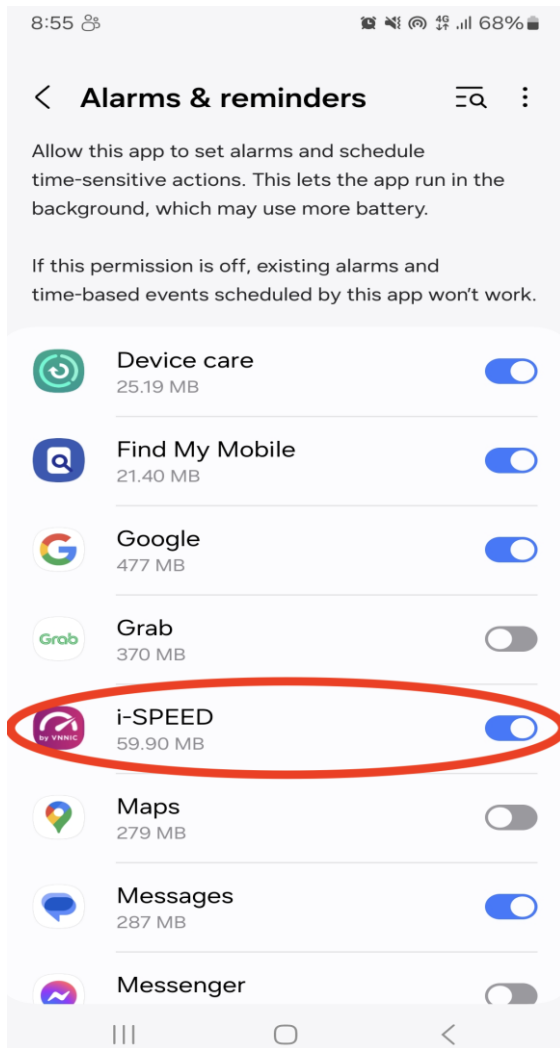 8:55
4G 68%
Alarms & reminders
Allow this app to set alarms and schedule
time-sensitive actions. This lets the app run in the
background, which may use more battery.
If this permission is off, existing alarms and
time-based events scheduled by this app won’t work.
Device care
25.19 MB
Find My Mobile
21.40 MB
Google
477 MB
Grab
Grab
370 MB
i-SPEED
by VNNIC
59.90 MB
Maps
279 MB
Messages
287 MB
Messenger